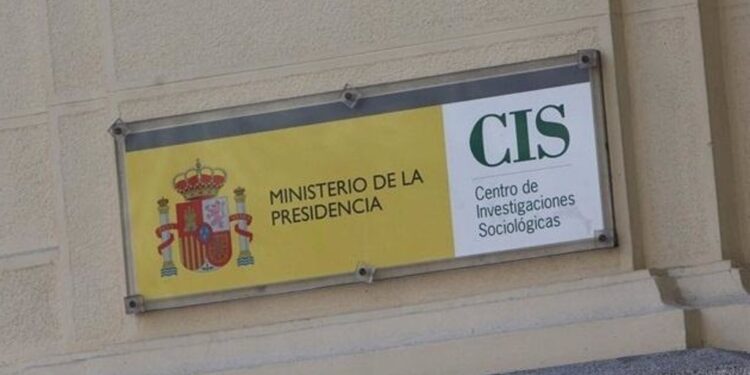 MINISTERIO DE LA
PRESIDENCIA
CIS
Centro de
Investigaciones
Sociológicas